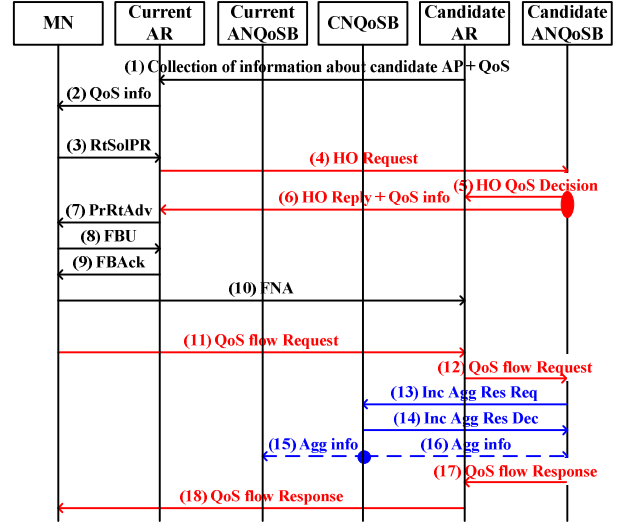 MN
Current
AR
Current
ANQoSB
CNQoSB
Candidate
AR
Candidate
ANQoSB
(1) Collection of information about candidate AP+QoS
(2) QoS info
(3) RtSolPR
(4) HO Request
(5) HO QoS Decision
(6) HO Reply+QoS info
(7) PrRtAdv
(8) FBU
(9) FBAck
(10) FNA
(11) QoS flow Request
(12) QoS flow Request
(13) Inc Agg Res Req
(14) Inc Agg Res Dec
(15) Agg info
(16) Agg info
(17) QoS flow Response
(18) QoS flow Response